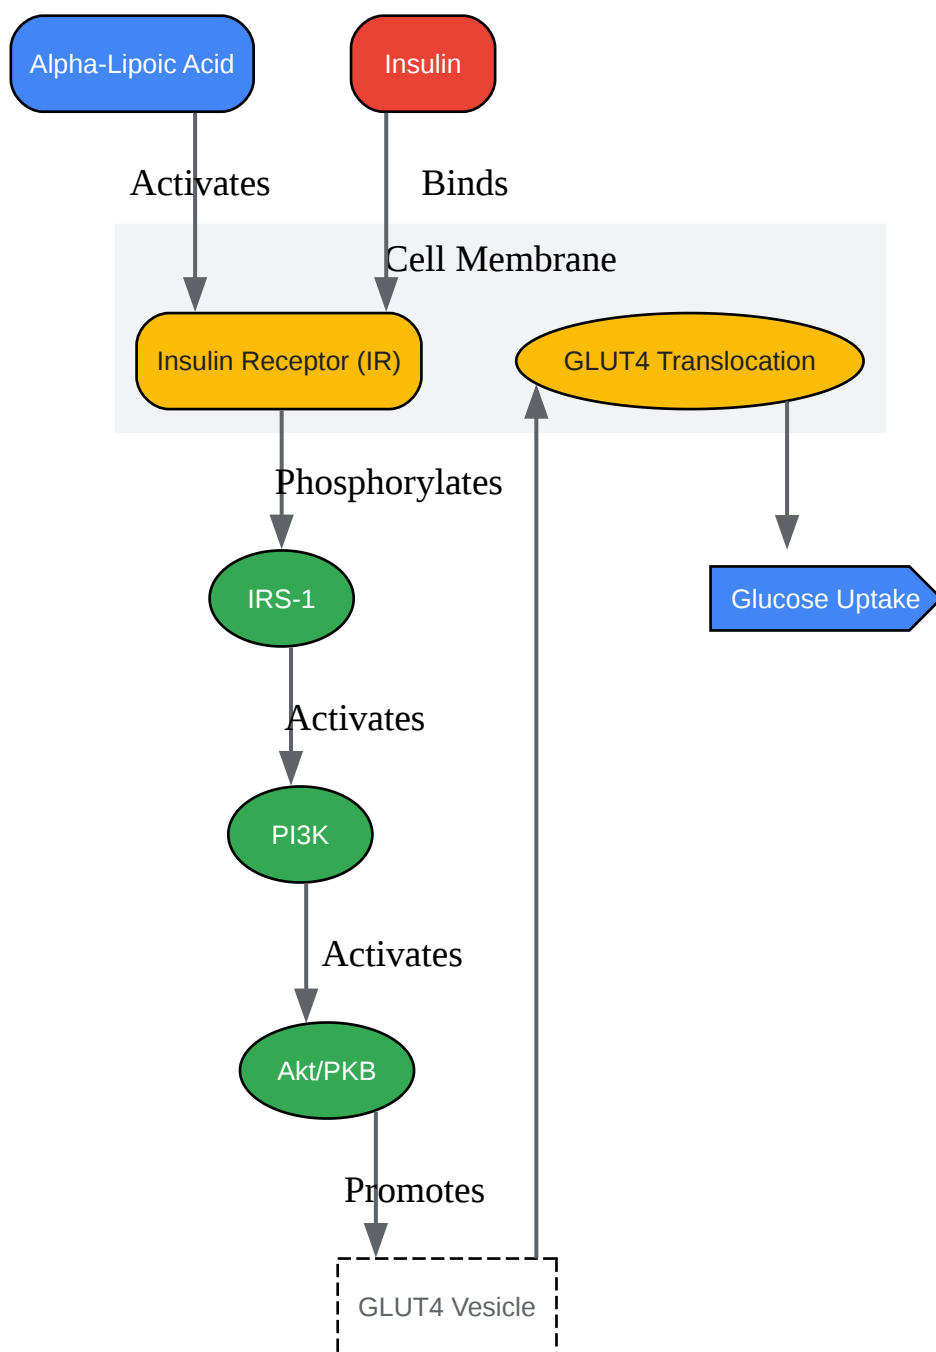 Alpha-Lipoic Acid
Insulin
Activates
Binds
Cell Membrane
Insulin Receptor (IR)
GLUT4 Translocation
Phosphorylates
IRS-1
Glucose Uptake
Activates
PI3K
Activates
Akt/PKB
Promotes
GLUT4 Vesicle